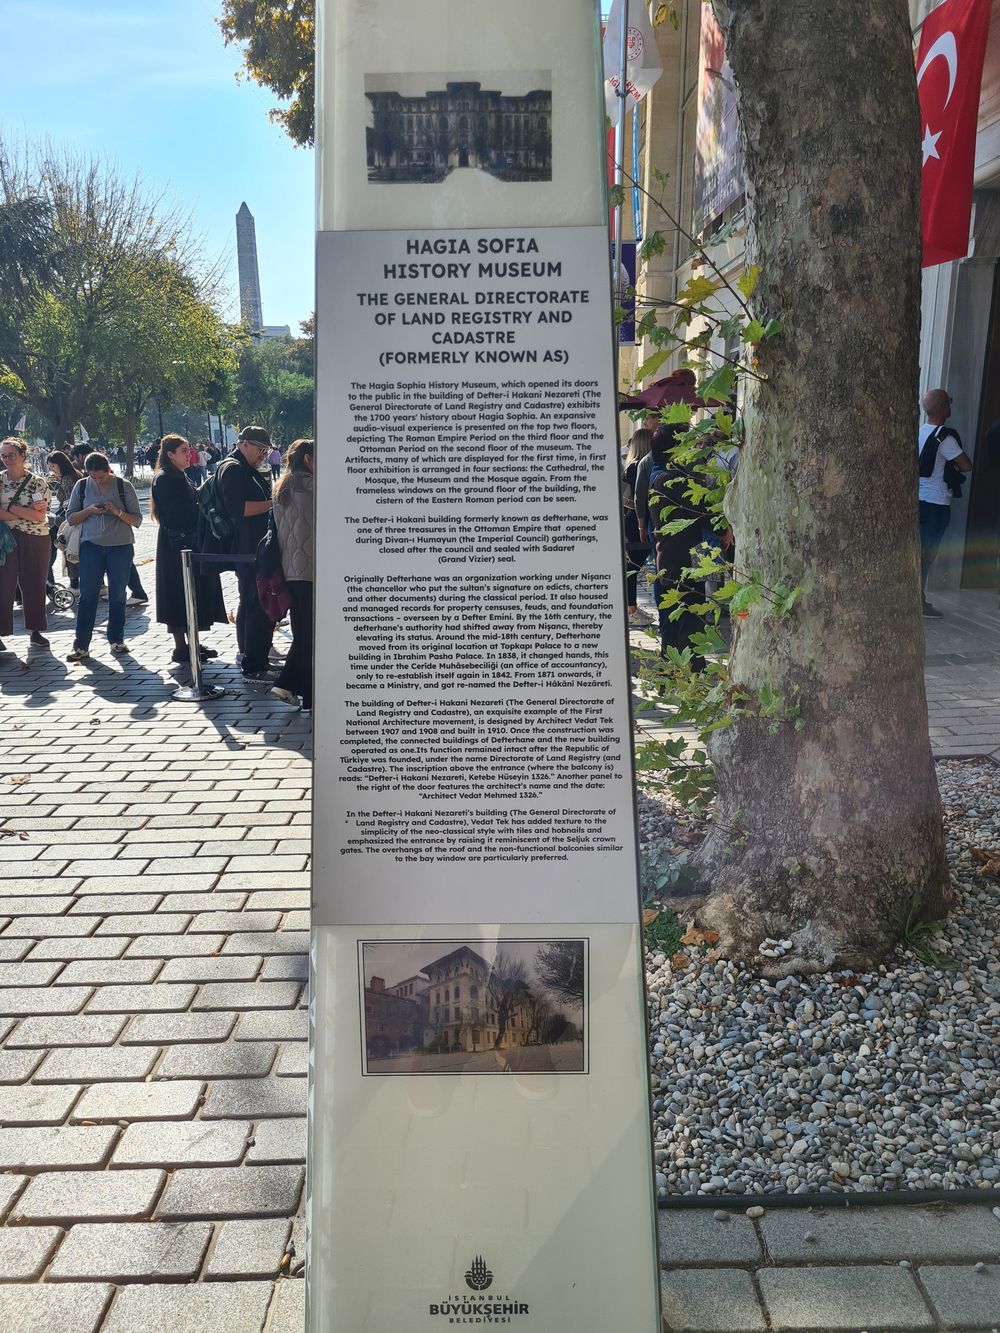 HAGIA SOFIA
HISTORY MUSEUM
THE GENERAL DIRECTORATE
OF LAND REGISTRY AND
CADASTRE
(FORMERLY KNOWN AS)
The Hagia Sophia History Museum, which opened its doors
to the public in the building of Defter-i Hakani Nezareti (The
General Directorate of Land Registry and Cadastre) exhibits
the 1700 years' history about Hagia Sophia. An expansive
audio-visual experience is presented on the top two floors,
depicting The Roman Empire Period on the third floor and the
Ottoman Period on the second floor of the museum. The
Artifacts, many of which are displayed for the first time, in first
floor exhibition is arranged in four sections: the Cathedral, the
Mosque, the Museum and the Mosque again. From the
frameless windows on the ground floor of the building, the
cistern of the Eastern Roman period can be seen.
The Defter-i Hakani building formerly known as defterhane, was
one of three treasures in the Ottoman Empire that opened
during Divan-ı Humayun (the Imperial Council) gatherings,
closed after the council and sealed with Sadaret
(Grand Vizier) seal.
Originally Defterhane was an organization working under Nişancı
(the chancellor who put the sultan's signature on edicts, charters
and other documents) during the classical period. It also housed
and managed records for property censuses, feuds, and foundation
transactions – overseen by a Defter Emini. By the 16th century, the
defterhane's authority had shifted away from Nişancı, thereby
elevating its status. Around the mid-18th century, Defterhane
moved from its original location at Topkapı Palace to a new
building in Ibrahim Pasha Palace. In 1838, it changed hands, this
time under the Ceride Muhâsebeciliği (an office of accountancy),
only to re-establish itself again in 1842. From 1871 onwards, it
became a Ministry, and got re-named the Defter-i Hâkânî Nezâreti.
The building of Defter-i Hakani Nezareti (The General Directorate of
Land Registry and Cadastre), an exquisite example of the First
National Architecture movement, is designed by Architect Vedat Tek
between 1907 and 1908 and built in 1910. Once the construction was
completed, the connected buildings of Defterhane and the new building
operated as one.Its function remained intact after the Republic of
Türkiye was founded, under the name Directorate of Land Registry (and
Cadastre). The inscription above the entrance (where the balcony is)
reads: "Defter-i Hakani Nezareti, Ketebe Hüseyin 1326." Another panel to
the right of the door features the architect's name and the date:
"Architect Vedat Mehmed 1326."
In the Defter-i Hakani Nezareti's building (The General Directorate of
Land Registry and Cadastre), Vedat Tek has added texture to the
simplicity of the neo-classical style with tiles and hobnails and
emphasized the entrance by raising it reminiscent of the Seljuk crown
gates. The overhangs of the roof and the non-functional balconies similar
to the bay window are particularly preferred.
İSTANBUL
BÜYÜKŞEHİR
BELEDİYESİ